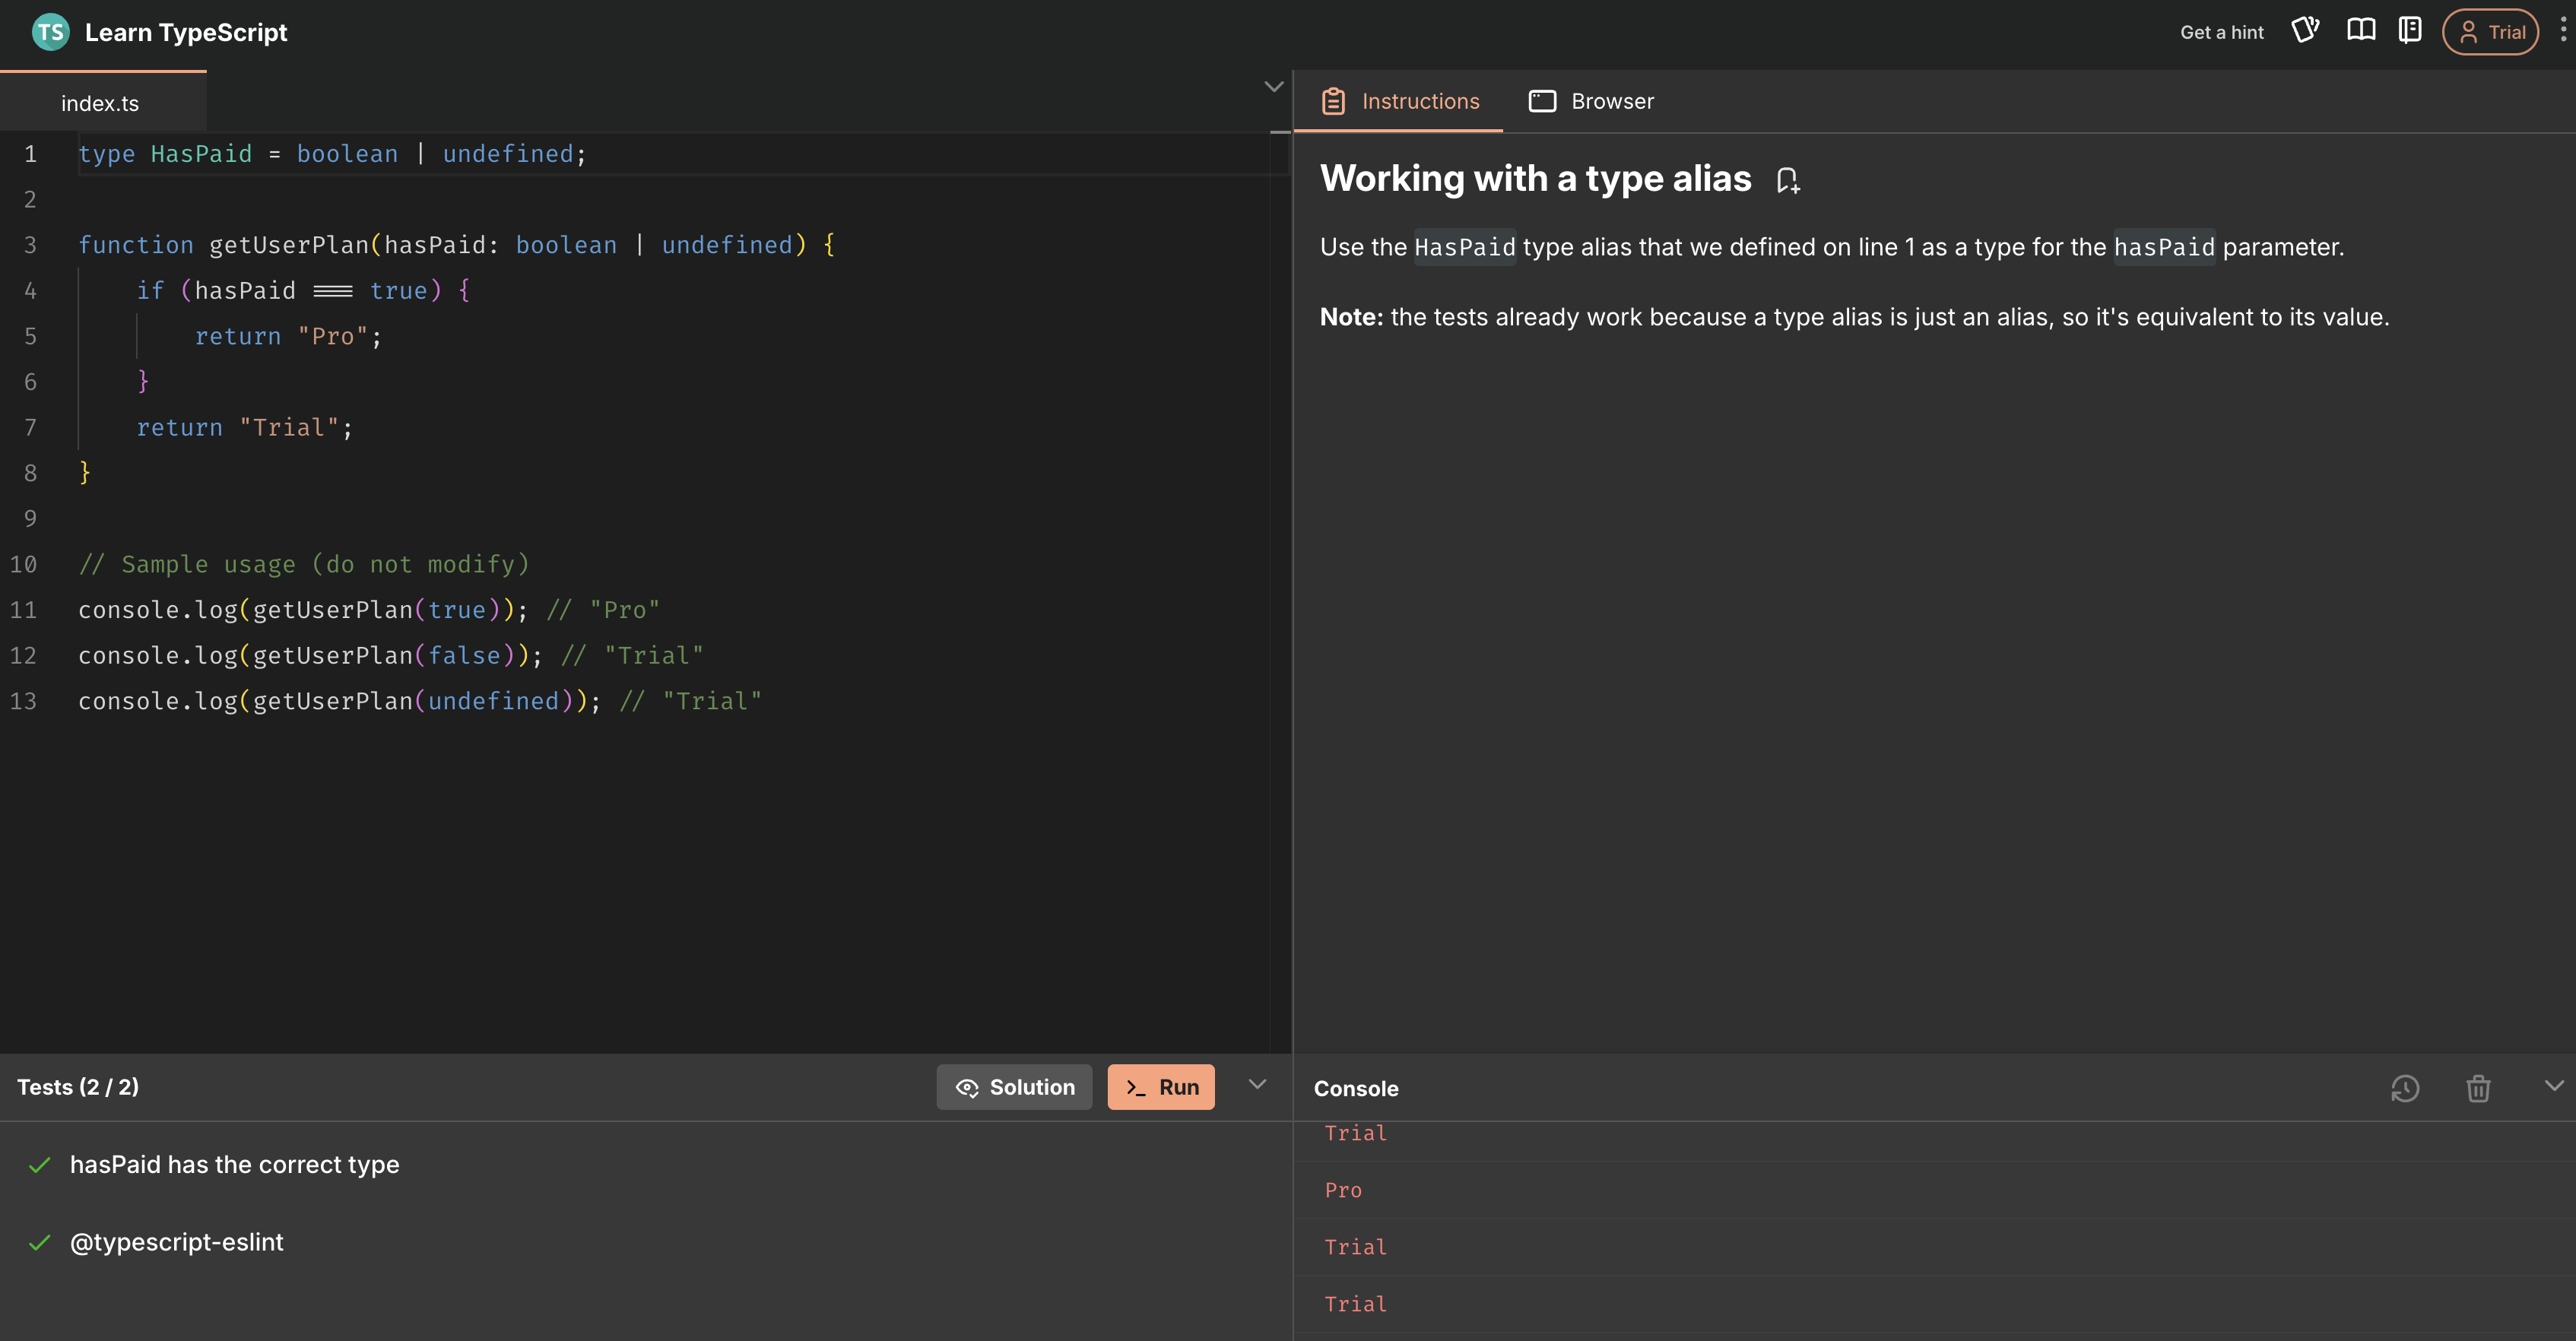 TS Learn TypeScript
Get a hint
Trial
index.ts
Instructions
Browser
1 type HasPaid = boolean | undefined;
2
3 function getUserPlan(hasPaid: boolean | undefined) {
4 if (hasPaid === true) {
5 return "Pro";
6 }
7 return "Trial";
8 }
9
10 // Sample usage (do not modify)
11 console.log(getUserPlan(true)); // "Pro"
12 console.log(getUserPlan(false)); // "Trial"
13 console.log(getUserPlan(undefined)); // "Trial"
Working with a type alias
Use the HasPaid type alias that we defined on line 1 as a type for the hasPaid parameter.
Note: the tests already work because a type alias is just an alias, so it's equivalent to its value.
Tests (2 / 2)
Solution
>_ Run
hasPaid has the correct type
@typescript-eslint
Console
Trial
Pro
Trial
Trial